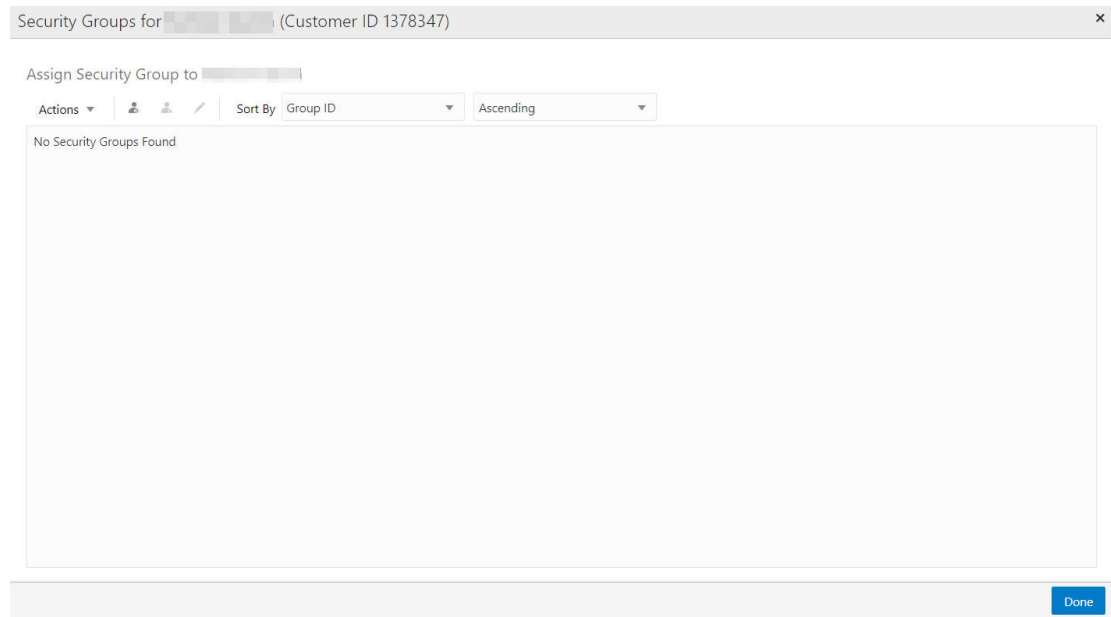 Security Groups for (Customer ID 1378347)
Assign Security Group to
Actions Sort By Group ID Ascending
No Security Groups Found
Done